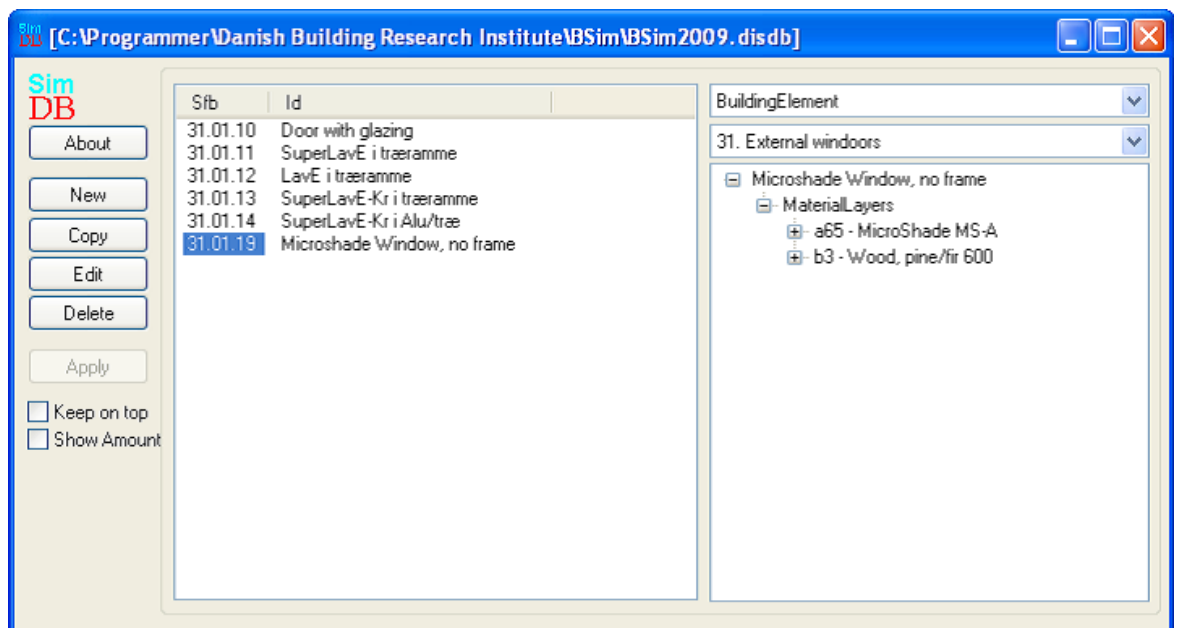 Sim DB [C:\Programmer\Danish Building Research Institute\BSim\BSim2009.disdb]
Sim
DB
About
New
Copy
Edit
Delete
Apply
Keep on top
Show Amount
Sfb Id
31.01.10 Door with glazing
31.01.11 SuperLavE i træramme
31.01.12 LavE i træramme
31.01.13 SuperLavE-Kr i træramme
31.01.14 SuperLavE-Kr i Alu/træ
31.01.19 Microshade Window, no frame
BuildingElement
31. External windoors
Microshade Window, no frame
MaterialLayers
a65 - MicroShade MS-A
b3 - Wood, pine/fir 600